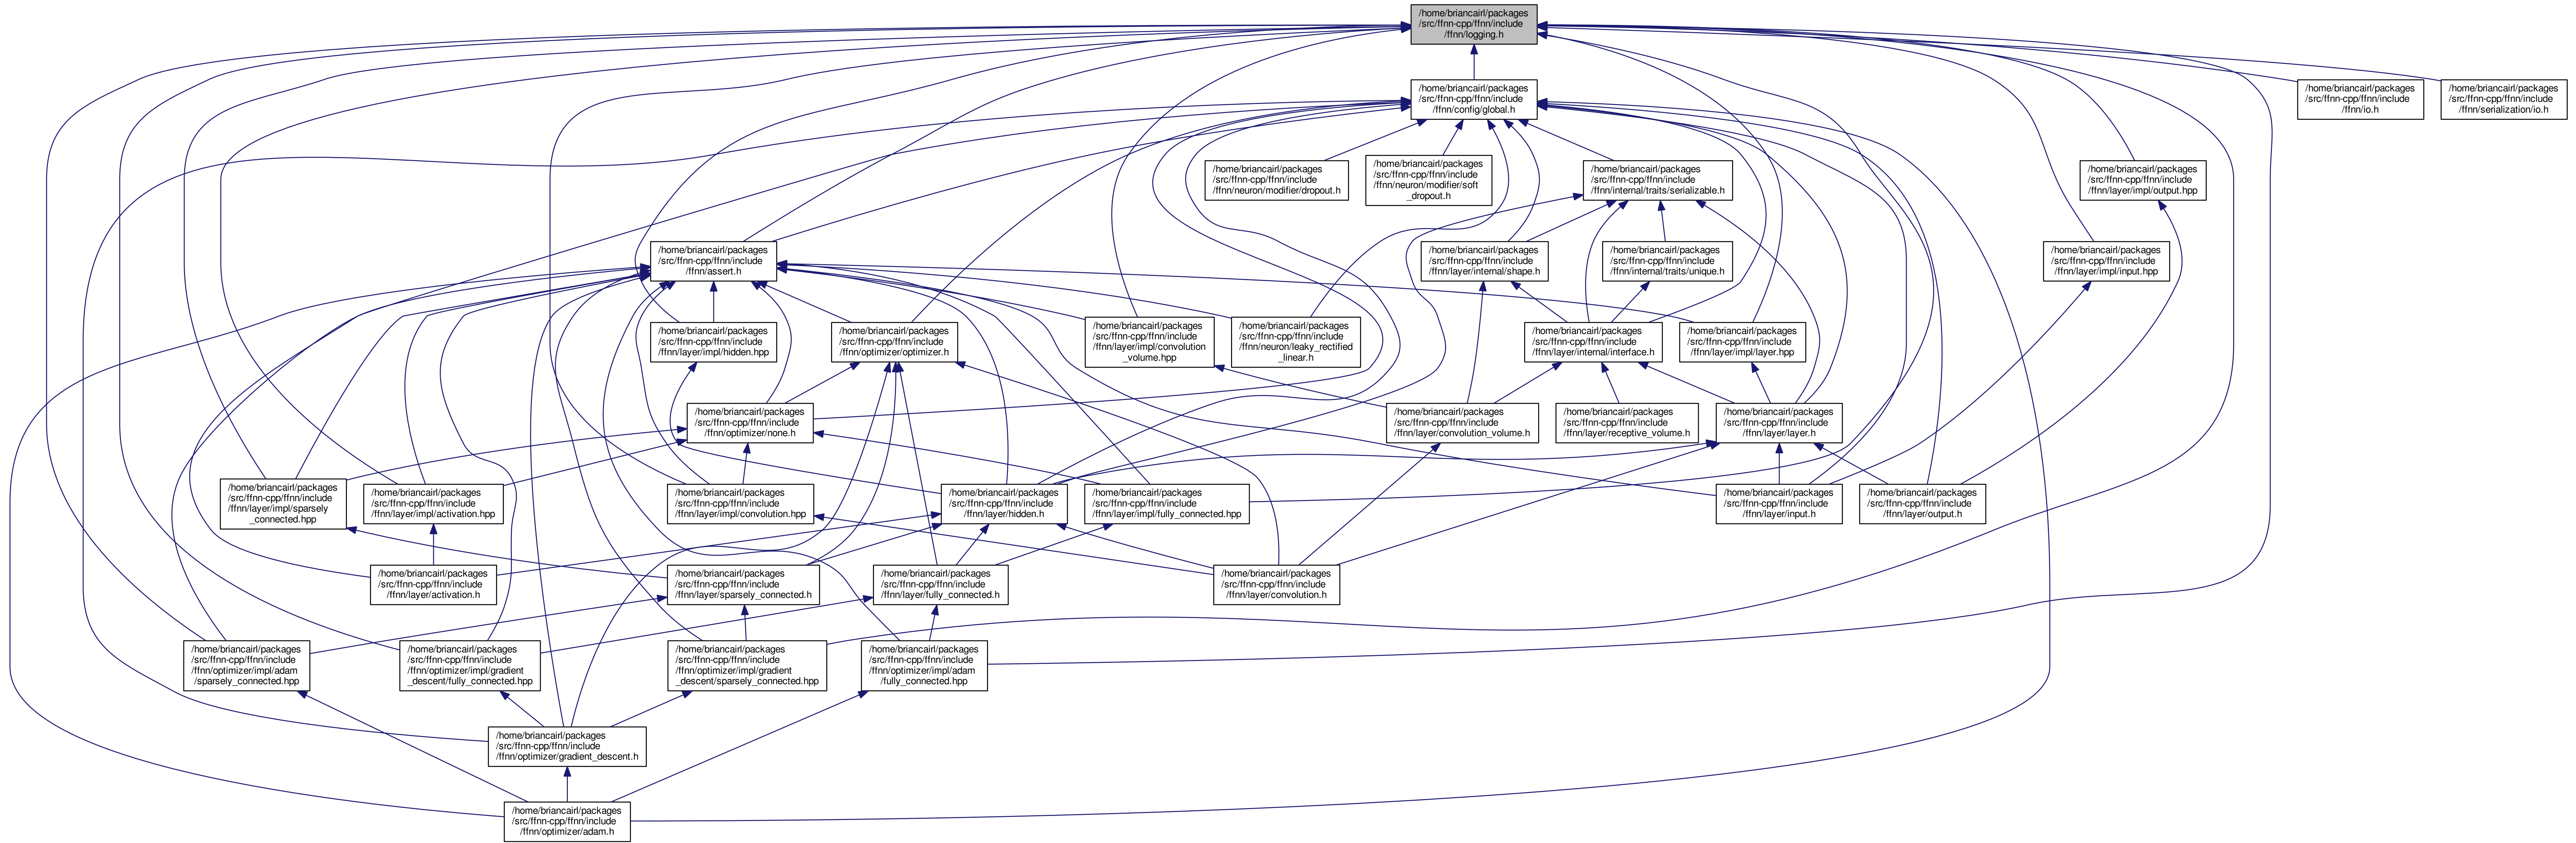 /home/briancairl/packages
/src/ffnn-cpp/ffnn/include
/ffnn/logging.h
/home/briancairl/packages
/src/ffnn-cpp/ffnn/include
/ffnn/config/global.h
/home/briancairl/packages
/src/ffnn-cpp/ffnn/include
/ffnn/io.h
/home/briancairl/packages
/src/ffnn-cpp/ffnn/include
/ffnn/serialization/io.h
/home/briancairl/packages
/src/ffnn-cpp/ffnn/include
/ffnn/neuron/modifier/dropout.h
/home/briancairl/packages
/src/ffnn-cpp/ffnn/include
/ffnn/neuron/modifier/soft
_dropout.h
/home/briancairl/packages
/src/ffnn-cpp/ffnn/include
/ffnn/internal/traits/serializable.h
/home/briancairl/packages
/src/ffnn-cpp/ffnn/include
/ffnn/layer/impl/output.hpp
/home/briancairl/packages
/src/ffnn-cpp/ffnn/include
/ffnn/assert.h
/home/briancairl/packages
/src/ffnn-cpp/ffnn/include
/ffnn/layer/internal/shape.h
/home/briancairl/packages
/src/ffnn-cpp/ffnn/include
/ffnn/internal/traits/unique.h
/home/briancairl/packages
/src/ffnn-cpp/ffnn/include
/ffnn/layer/impl/input.hpp
/home/briancairl/packages
/src/ffnn-cpp/ffnn/include
/ffnn/layer/impl/hidden.hpp
/home/briancairl/packages
/src/ffnn-cpp/ffnn/include
/ffnn/optimizer/optimizer.h
/home/briancairl/packages
/src/ffnn-cpp/ffnn/include
/ffnn/layer/impl/convolution
_volume.hpp
/home/briancairl/packages
/src/ffnn-cpp/ffnn/include
/ffnn/neuron/leaky_rectified
_linear.h
/home/briancairl/packages
/src/ffnn-cpp/ffnn/include
/ffnn/layer/internal/interface.h
/home/briancairl/packages
/src/ffnn-cpp/ffnn/include
/ffnn/layer/impl/layer.hpp
/home/briancairl/packages
/src/ffnn-cpp/ffnn/include
/ffnn/optimizer/none.h
/home/briancairl/packages
/src/ffnn-cpp/ffnn/include
/ffnn/layer/convolution_volume.h
/home/briancairl/packages
/src/ffnn-cpp/ffnn/include
/ffnn/layer/receptive_volume.h
/home/briancairl/packages
/src/ffnn-cpp/ffnn/include
/ffnn/layer/layer.h
/home/briancairl/packages
/src/ffnn-cpp/ffnn/include
/ffnn/layer/impl/sparsely
_connected.hpp
/home/briancairl/packages
/src/ffnn-cpp/ffnn/include
/ffnn/layer/impl/activation.hpp
/home/briancairl/packages
/src/ffnn-cpp/ffnn/include
/ffnn/layer/impl/convolution.hpp
/home/briancairl/packages
/src/ffnn-cpp/ffnn/include
/ffnn/layer/hidden.h
/home/briancairl/packages
/src/ffnn-cpp/ffnn/include
/ffnn/layer/impl/fully_connected.hpp
/home/briancairl/packages
/src/ffnn-cpp/ffnn/include
/ffnn/layer/input.h
/home/briancairl/packages
/src/ffnn-cpp/ffnn/include
/ffnn/layer/output.h
/home/briancairl/packages
/src/ffnn-cpp/ffnn/include
/ffnn/layer/activation.h
/home/briancairl/packages
/src/ffnn-cpp/ffnn/include
/ffnn/layer/sparsely_connected.h
/home/briancairl/packages
/src/ffnn-cpp/ffnn/include
/ffnn/layer/fully_connected.h
/home/briancairl/packages
/src/ffnn-cpp/ffnn/include
/ffnn/layer/convolution.h
/home/briancairl/packages
/src/ffnn-cpp/ffnn/include
/ffnn/optimizer/impl/adam
/sparsely_connected.hpp
/home/briancairl/packages
/src/ffnn-cpp/ffnn/include
/ffnn/optimizer/impl/gradient
_descent/fully_connected.hpp
/home/briancairl/packages
/src/ffnn-cpp/ffnn/include
/ffnn/optimizer/impl/gradient
_descent/sparsely_connected.hpp
/home/briancairl/packages
/src/ffnn-cpp/ffnn/include
/ffnn/optimizer/impl/adam
/fully_connected.hpp
/home/briancairl/packages
/src/ffnn-cpp/ffnn/include
/ffnn/optimizer/gradient_descent.h
/home/briancairl/packages
/src/ffnn-cpp/ffnn/include
/ffnn/optimizer/adam.h